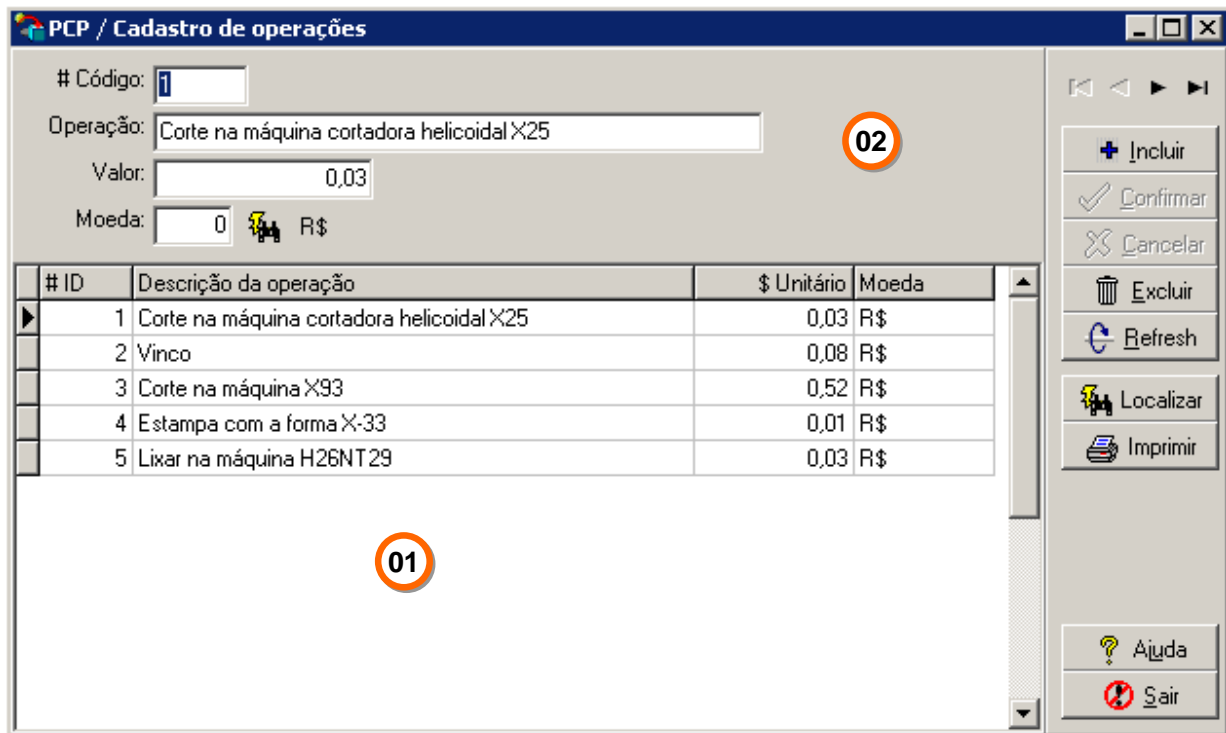 PCP / Cadastro de operações
# Código: 1
Operação: Corte na máquina cortadora helicoidal X25
02
Valor: 0,03
Moeda: 0 R$
Incluir
Confirmar
Cancelar
Excluir
Refresh
Localizar
Imprimir
Ajuda
Sair
# ID Descrição da operação $ Unitário Moeda
1 Corte na máquina cortadora helicoidal X25 0,03 R$
2 Vinco 0,08 R$
3 Corte na máquina X93 0,52 R$
4 Estampa com a forma X-33 0,01 R$
5 Lixar na máquina H26NT29 0,03 R$
01